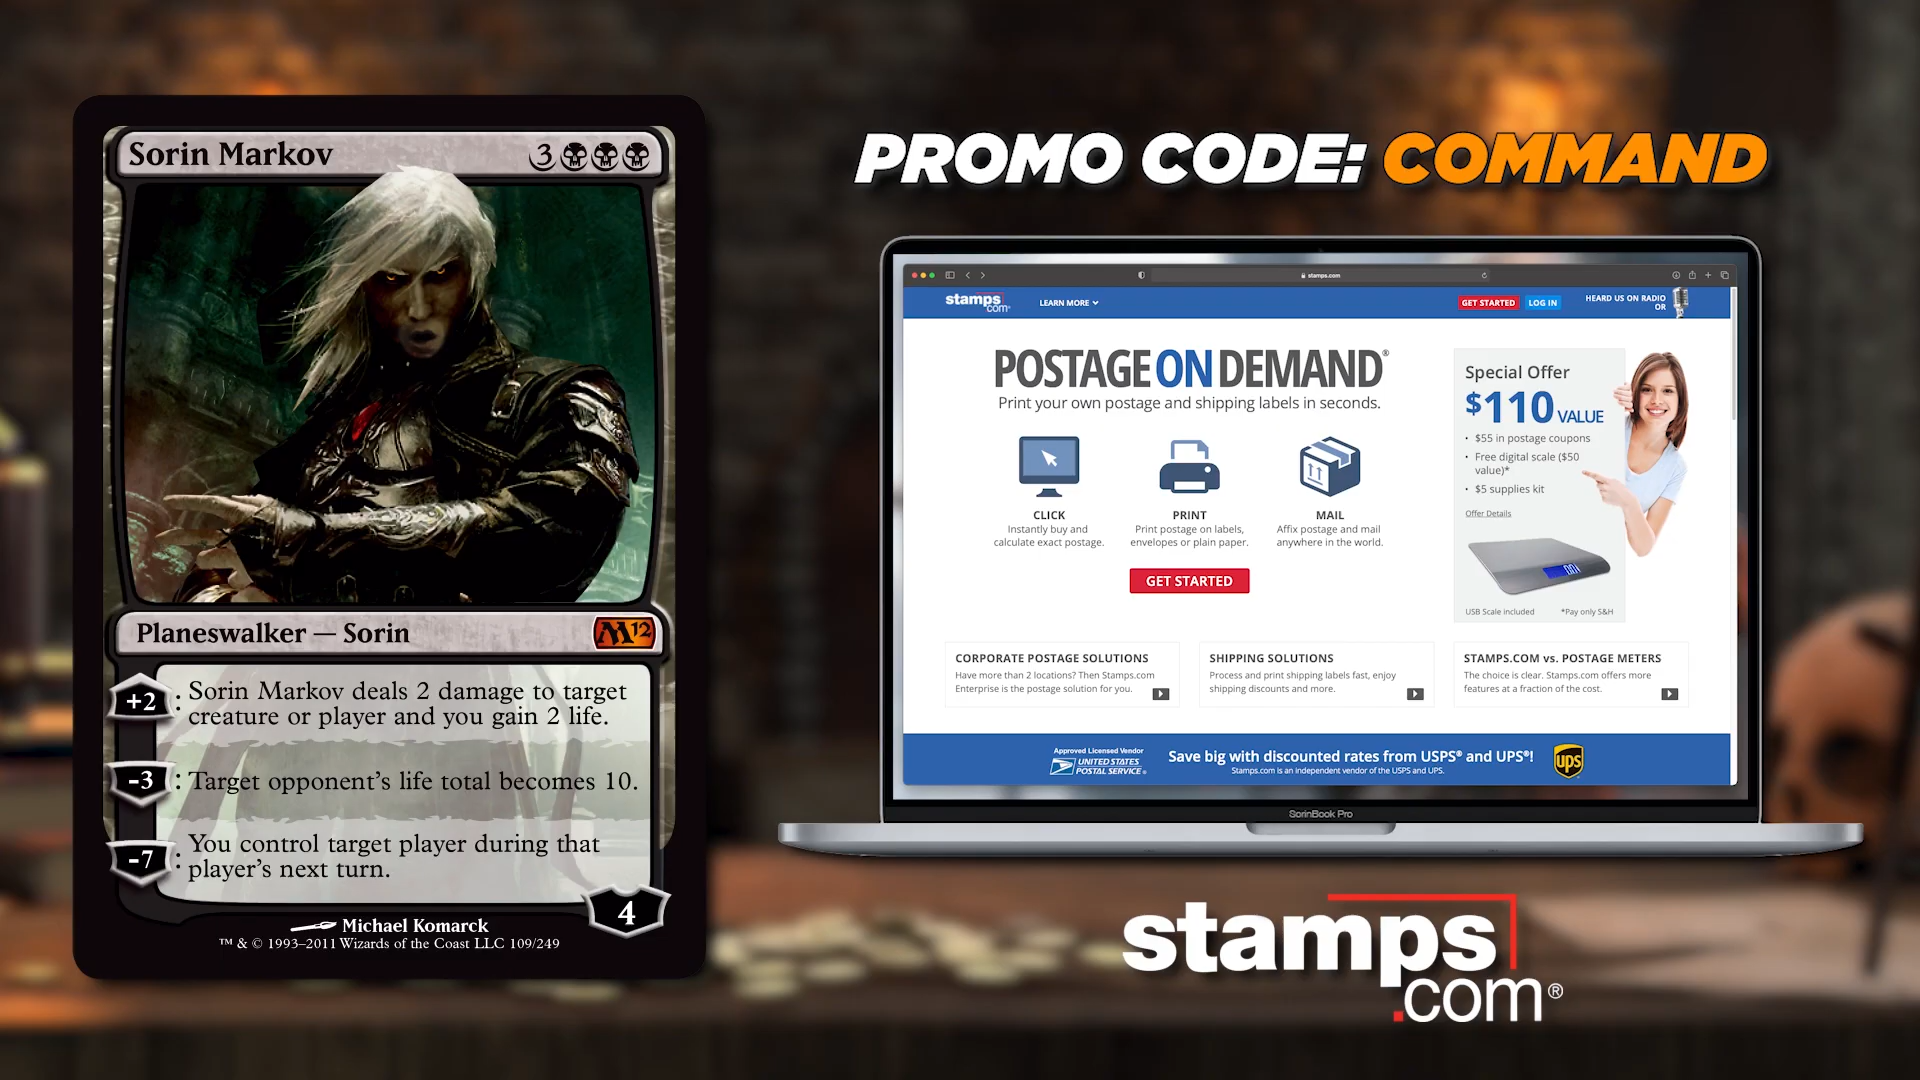 Sorin Markov
3
Planeswalker — Sorin
M12
+2 : Sorin Markov deals 2 damage to target
creature or player and you gain 2 life.
-3 : Target opponent's life total becomes 10.
-7 : You control target player during that
player's next turn.
4
Michael Komarck
™ & © 1993–2011 Wizards of the Coast LLC 109/249
PROMO CODE: COMMAND
stamps.com
stamps
.com®
LEARN MORE
GET STARTED
LOG IN
HEARD US ON RADIO
OR
POSTAGE ON DEMAND®
Print your own postage and shipping labels in seconds.
CLICK
Instantly buy and
calculate exact postage.
PRINT
Print postage on labels,
envelopes or plain paper.
MAIL
Affix postage and mail
anywhere in the world.
GET STARTED
Special Offer
$110 VALUE
• $55 in postage coupons
• Free digital scale ($50
value)*
• $5 supplies kit
Offer Details
USB Scale included
*Pay only S&H
CORPORATE POSTAGE SOLUTIONS
Have more than 2 locations? Then Stamps.com
Enterprise is the postage solution for you.
SHIPPING SOLUTIONS
Process and print shipping labels fast, enjoy
shipping discounts and more.
STAMPS.COM vs. POSTAGE METERS
The choice is clear. Stamps.com offers more
features at a fraction of the cost.
Approved Licensed Vendor
UNITED STATES
POSTAL SERVICE®
Save big with discounted rates from USPS® and UPS®!
Stamps.com is an independent vendor of the USPS and UPS.
ups
SorinBook Pro
stamps
.com®